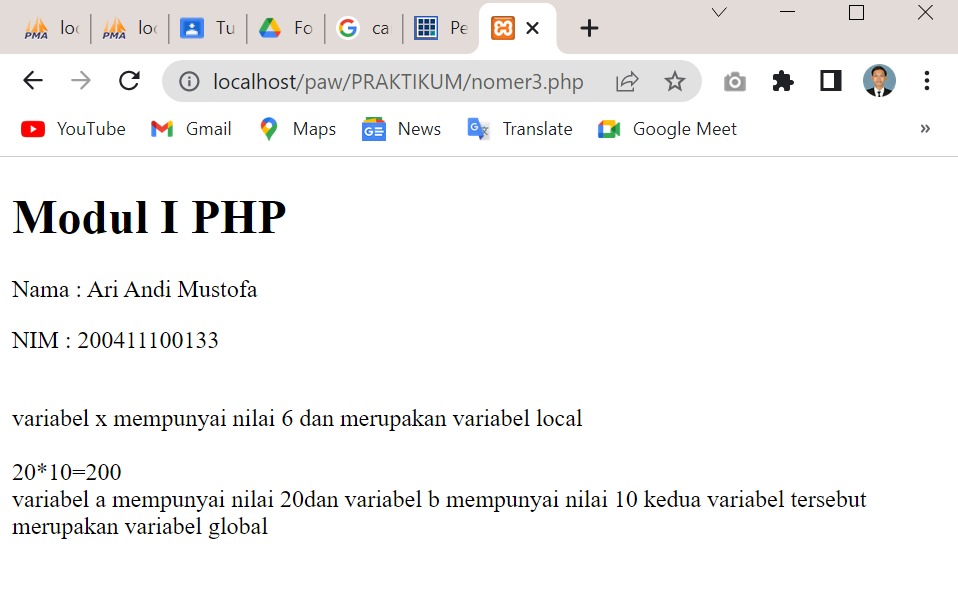 PMA loc PMA loc Tu Fo ca Pe
localhost/paw/PRAKTIKUM/nomer3.php
YouTube Gmail Maps News Translate Google Meet »
Modul I PHP
Nama : Ari Andi Mustofa
NIM : 200411100133
variabel x mempunyai nilai 6 dan merupakan variabel local
20*10=200
variabel a mempunyai nilai 20dan variabel b mempunyai nilai 10 kedua variabel tersebut
merupakan variabel global